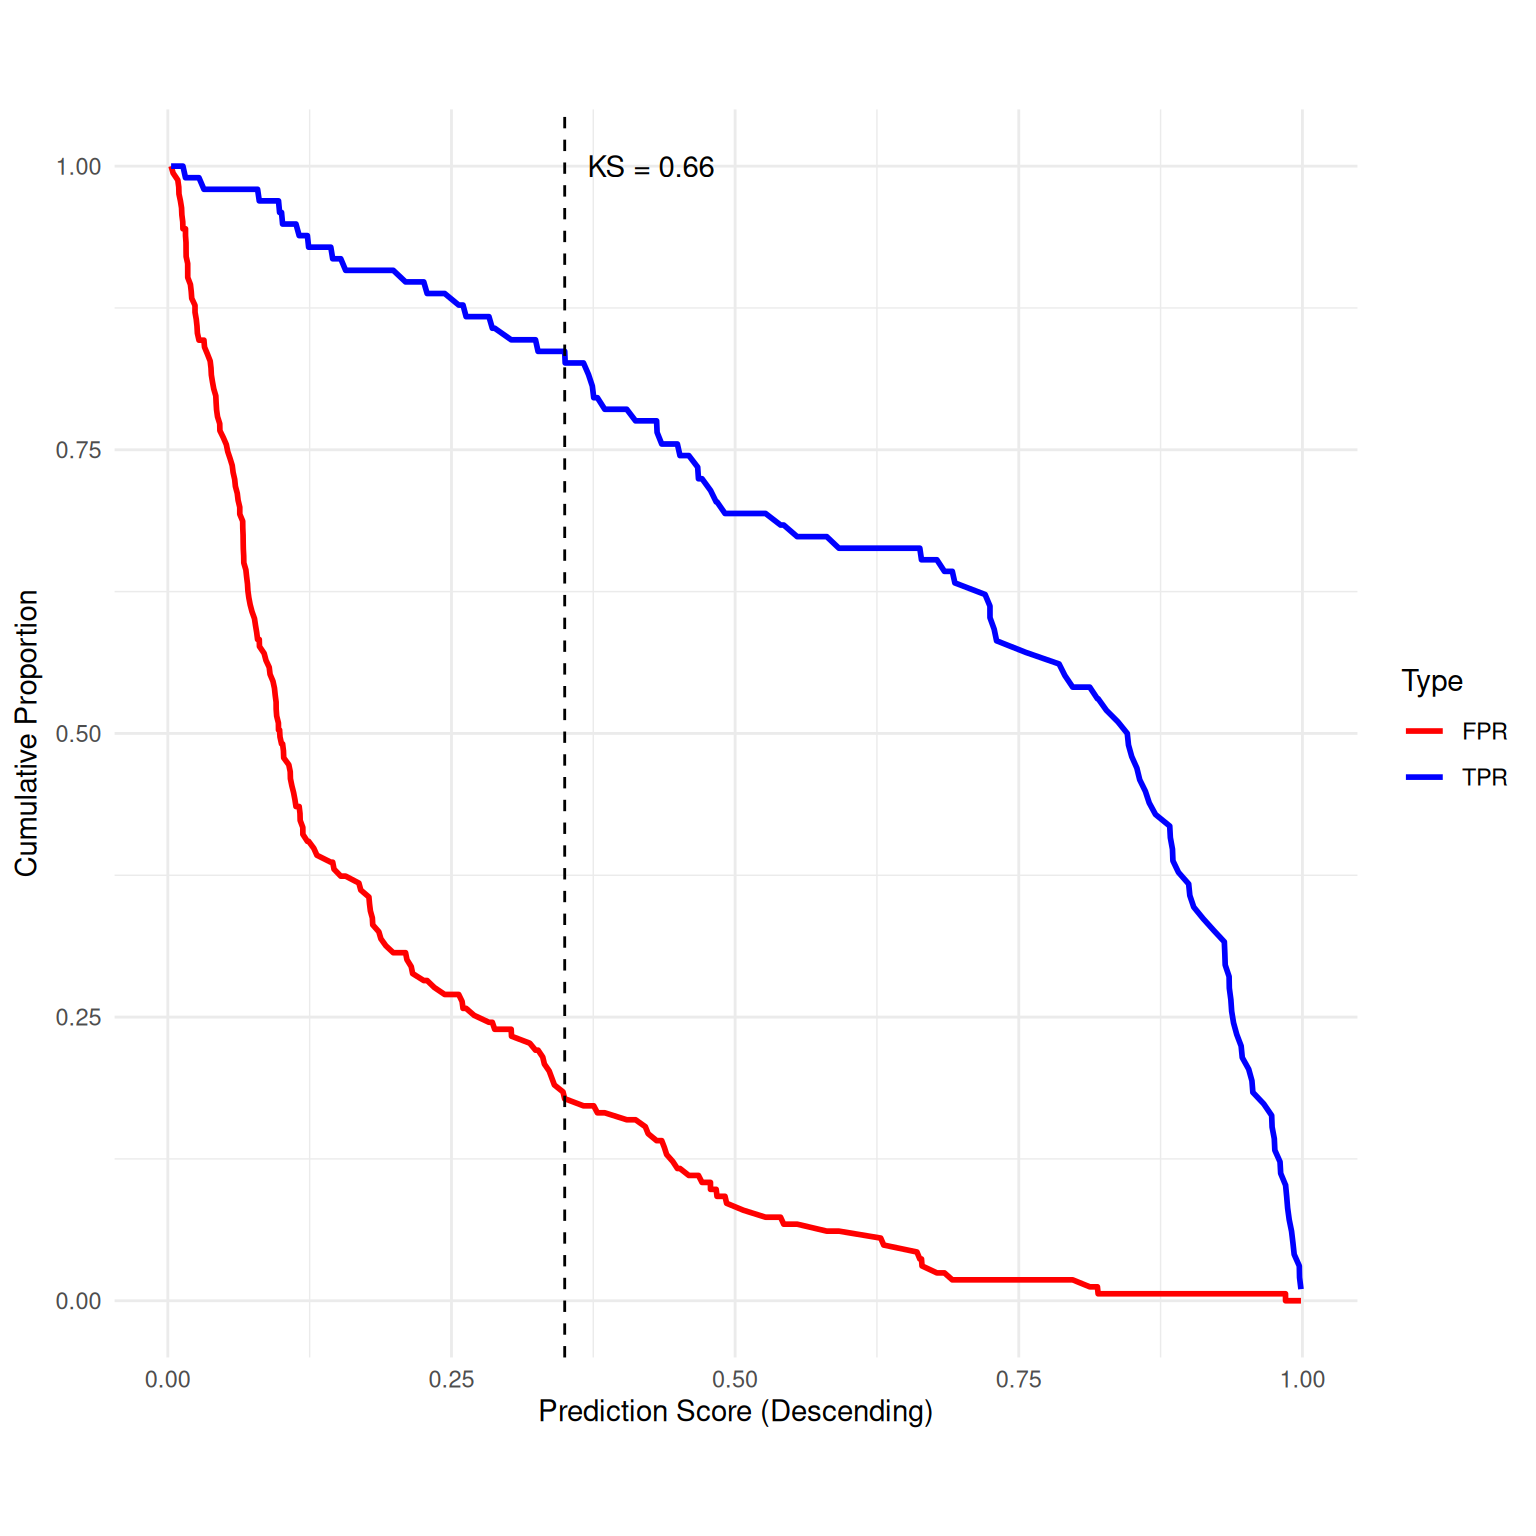 KS = 0.66
1.00
0.75
0.50
0.25
0.00
Cumulative Proportion
0.00 0.25 0.50 0.75 1.00
Prediction Score (Descending)
Type
FPR
TPR